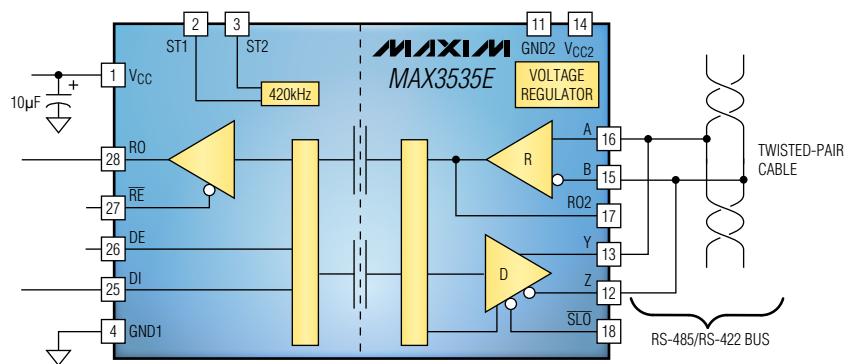 2
3
11
14
ST1
ST2
GND2
VCC2
MAXIM
MAX3535E
1
VCC
10µF
+
420kHz
VOLTAGE
REGULATOR
A
16
RO
28
R
B
15
TWISTED-PAIR
CABLE
RE
27
RO2
17
DE
26
Y
13
DI
25
D
Z
12
4
GND1
SLO
18
RS-485/RS-422 BUS